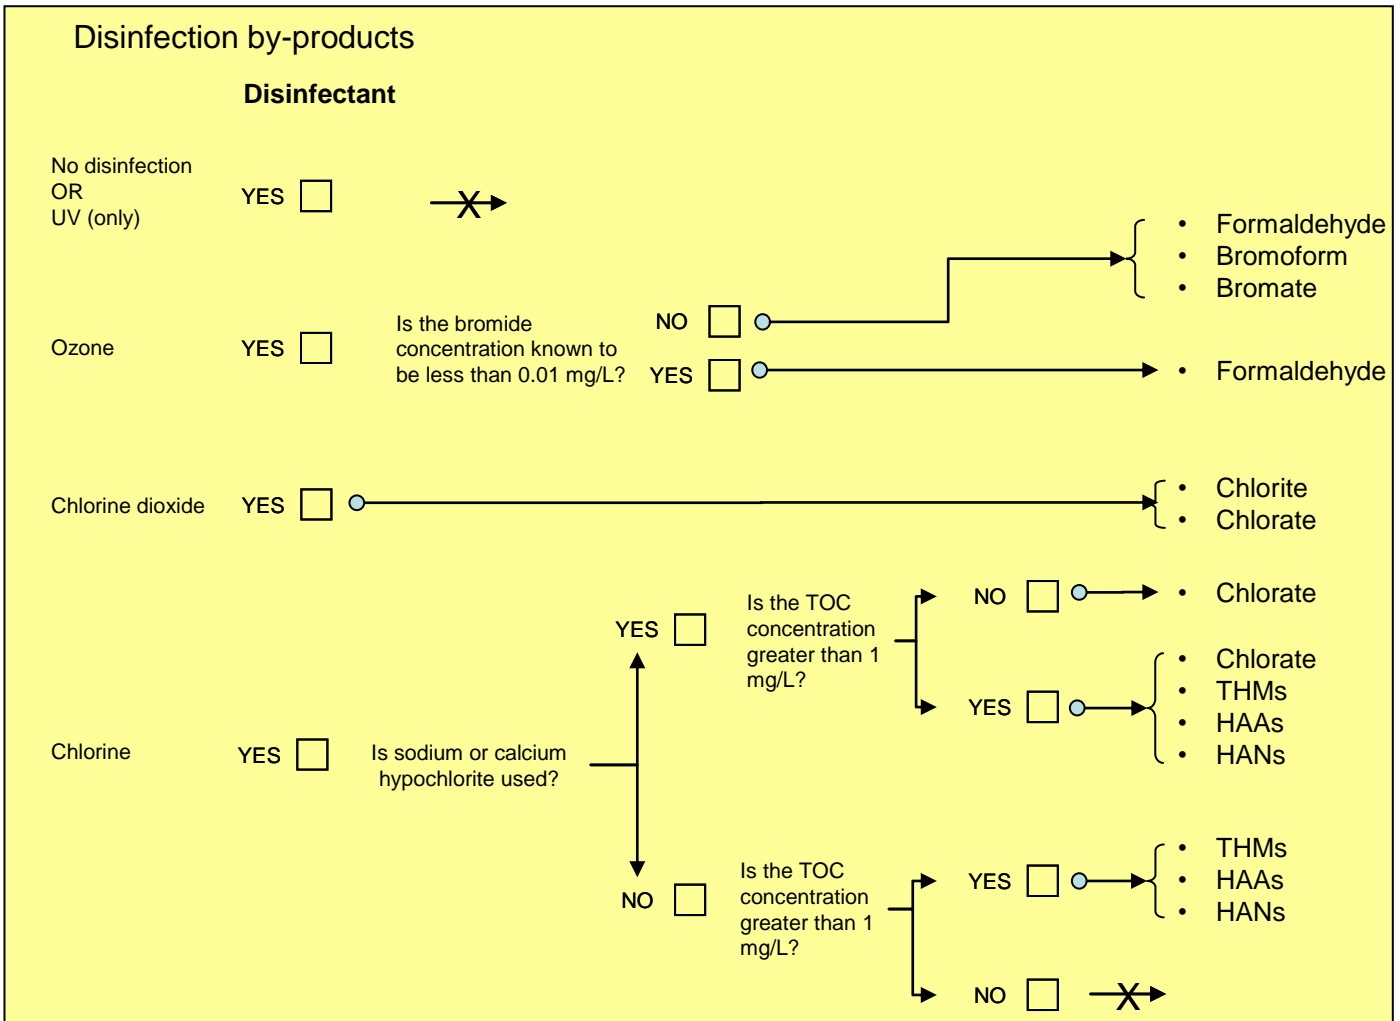 Disinfection by-products
Disinfectant
No disinfection
OR
UV (only)
YES
X
Ozone
YES
Is the bromide
concentration known to
be less than 0.01 mg/L?
NO
• Formaldehyde
• Bromoform
• Bromate
YES
• Formaldehyde
Chlorine dioxide
YES
• Chlorite
• Chlorate
Chlorine
YES
Is sodium or calcium
hypochlorite used?
YES
Is the TOC
concentration
greater than 1
mg/L?
NO
• Chlorate
YES
• Chlorate
• THMs
• HAAs
• HANs
NO
Is the TOC
concentration
greater than 1
mg/L?
YES
• THMs
• HAAs
• HANs
NO
X